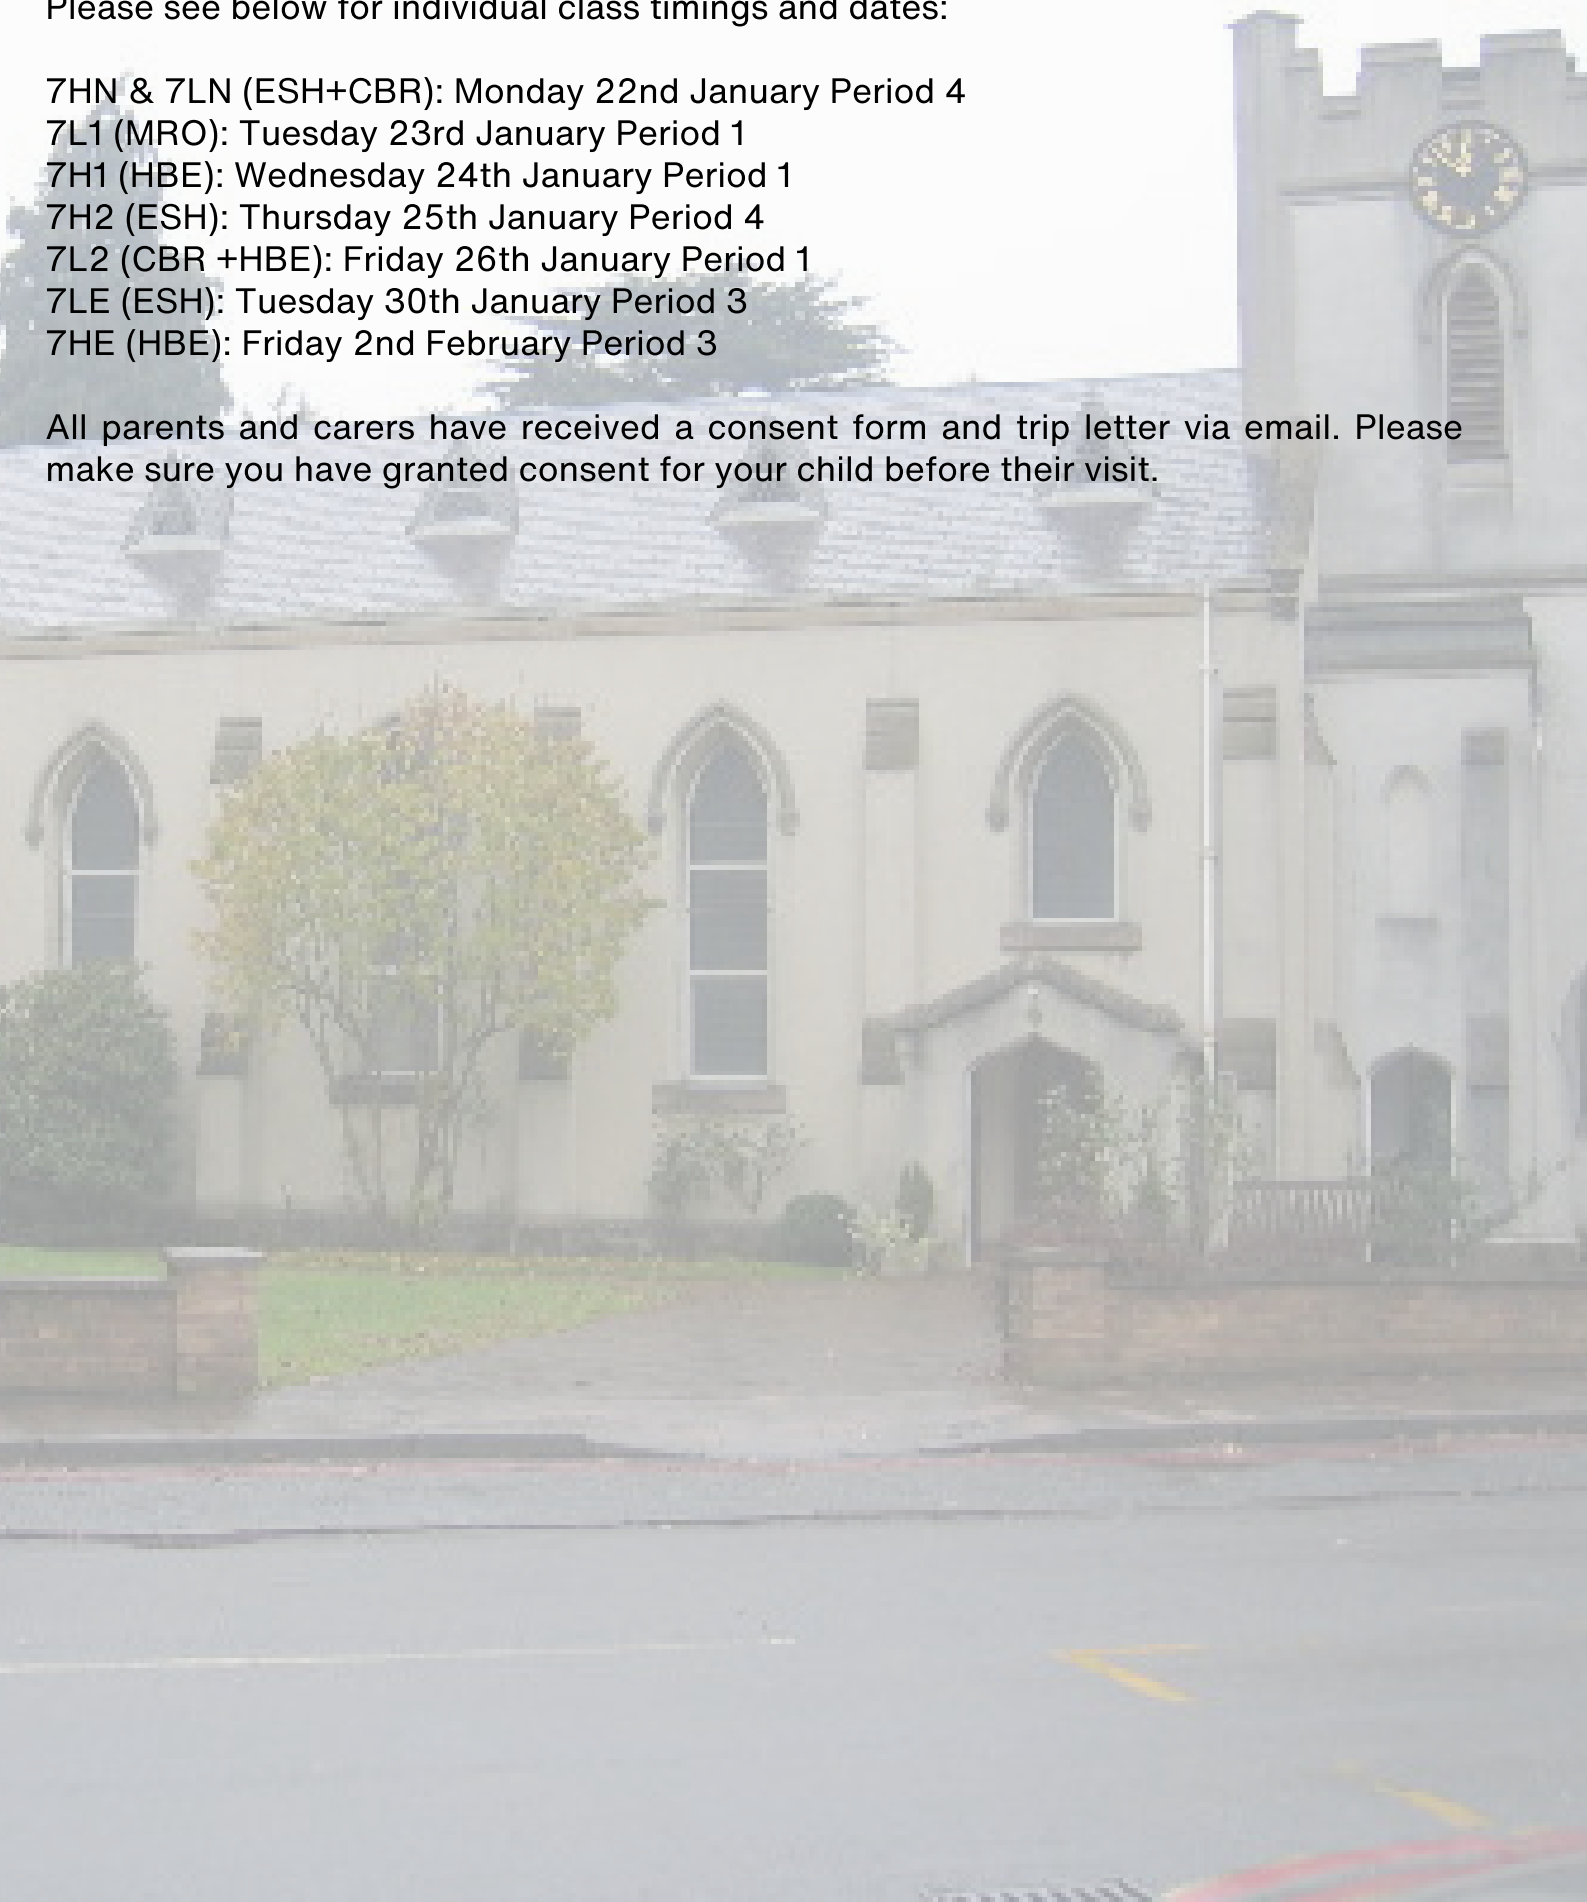 Please see below for individual class timings and dates:
7HN & 7LN (ESH+CBR): Monday 22nd January Period 4
7L1 (MRO): Tuesday 23rd January Period 1
7H1 (HBE): Wednesday 24th January Period 1
7H2 (ESH): Thursday 25th January Period 4
7L2 (CBR +HBE): Friday 26th January Period 1
7LE (ESH): Tuesday 30th January Period 3
7HE (HBE): Friday 2nd February Period 3
All parents and carers have received a consent form and trip letter via email. Please
make sure you have granted consent for your child before their visit.